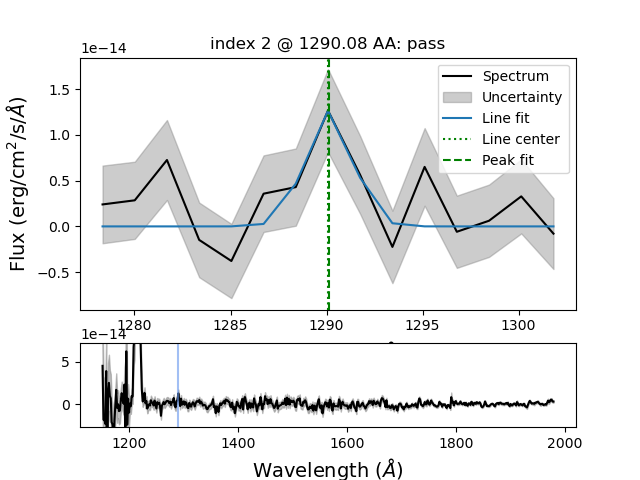 index 2 @ 1290.08 AA: pass
1e−14
1.5
1.0
0.5
0.0
−0.5
Flux (erg/cm²/s/Å)
Spectrum
Uncertainty
Line fit
Line center
Peak fit
1280 1285 1290 1295 1300
1e−14
5
0
1200 1400 1600 1800 2000
Wavelength (Å)